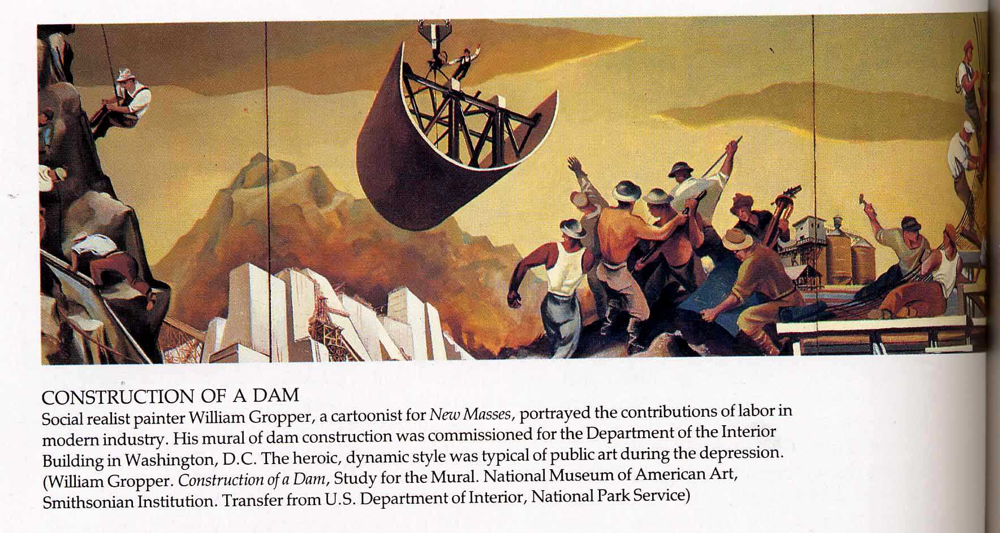 CONSTRUCTION OF A DAM
Social realist painter William Gropper, a cartoonist for New Masses, portrayed the contributions of labor in
modern industry. His mural of dam construction was commissioned for the Department of the Interior
Building in Washington, D.C. The heroic, dynamic style was typical of public art during the depression.
(William Gropper. Construction of a Dam, Study for the Mural. National Museum of American Art,
Smithsonian Institution. Transfer from U.S. Department of Interior, National Park Service)